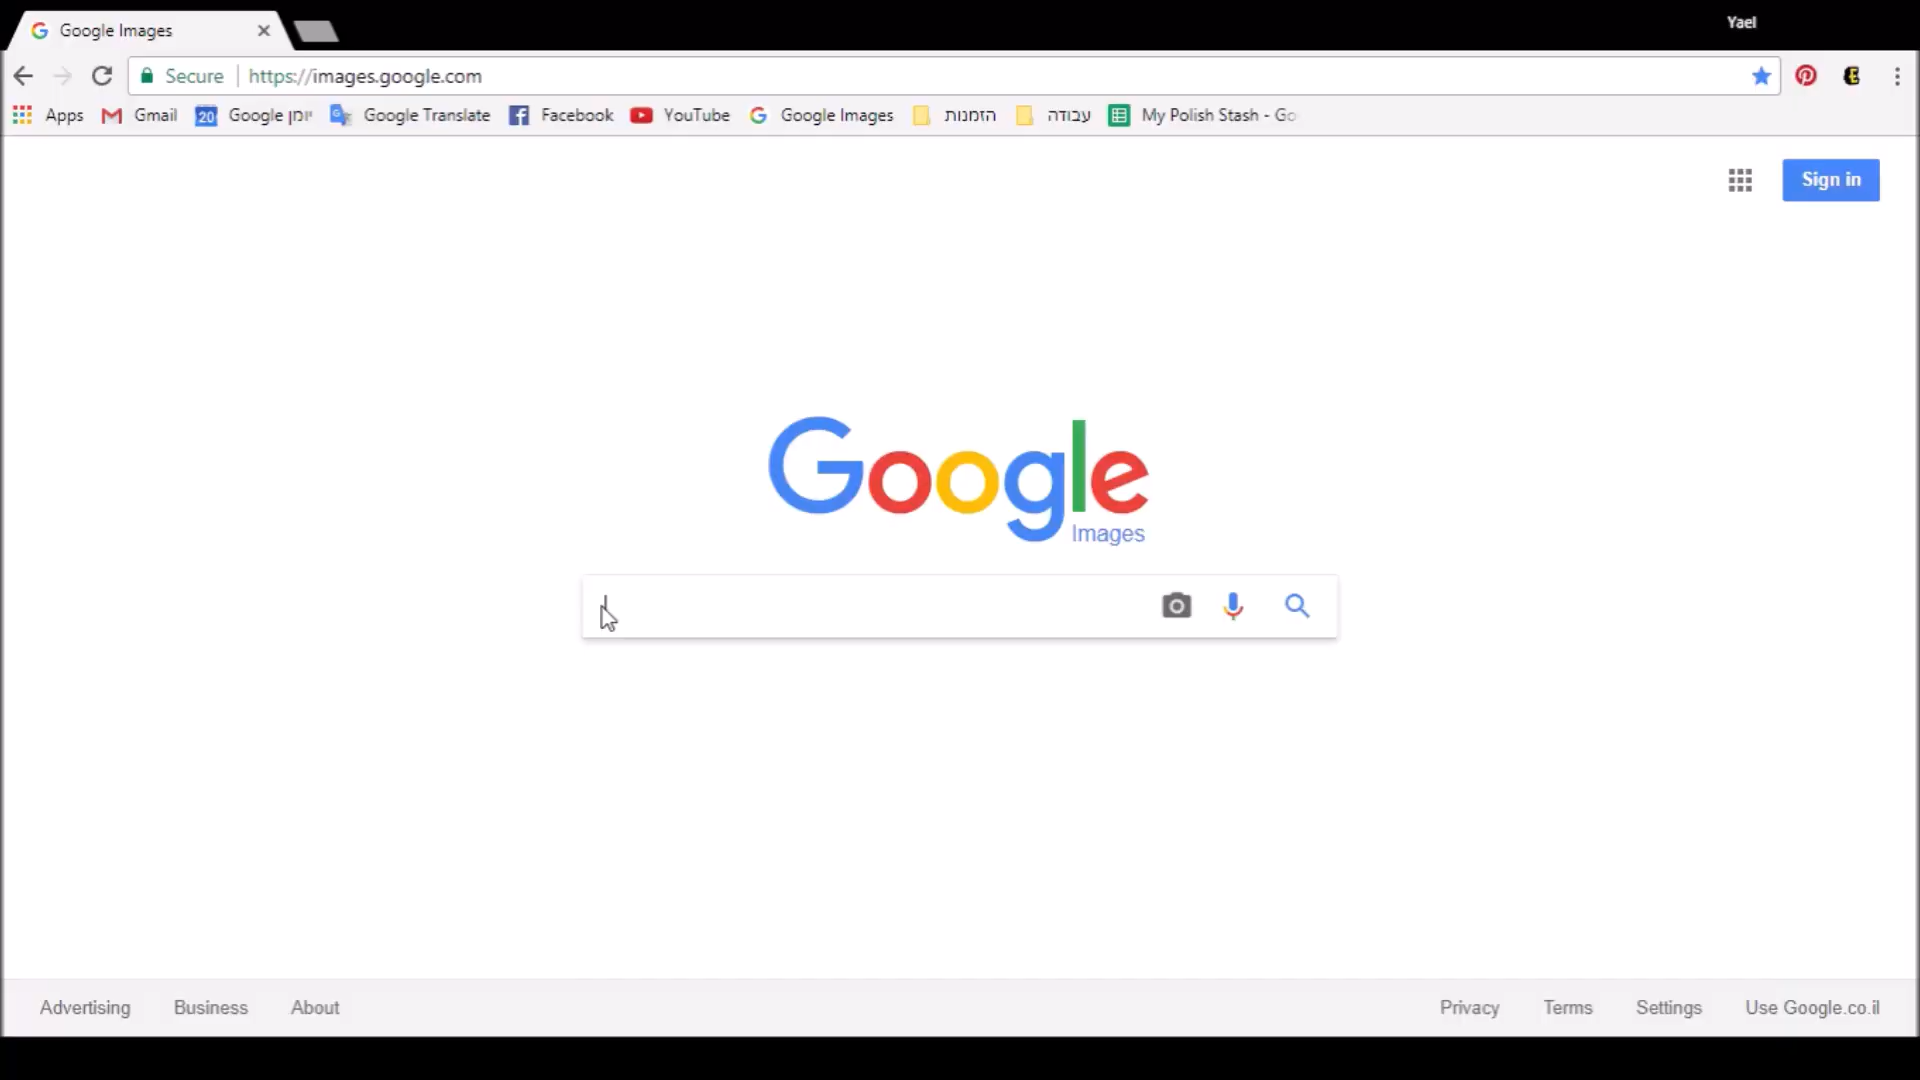 Google Images
Yael
Secure https://images.google.com
Apps Gmail Google יומן Google Translate Facebook YouTube Google Images הזמנות עבודה My Polish Stash - Go
Sign in
Google
Images
Advertising Business About Privacy Terms Settings Use Google.co.il